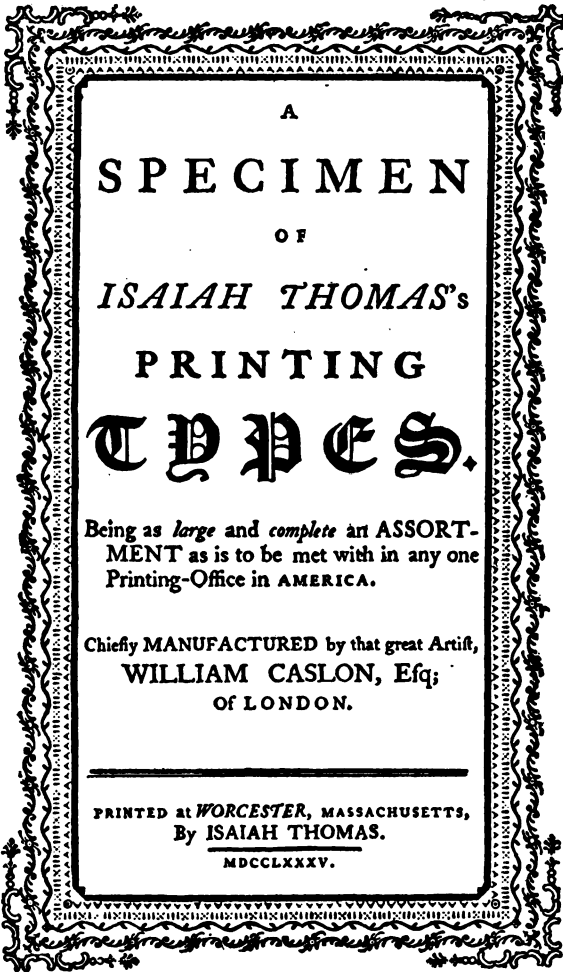 A
SPECIMEN
OF
ISAIAH THOMAS's
PRINTING
TYPES.
Being as large and complete an ASSORT-
MENT as is to be met with in any one
Printing-Office in AMERICA.
Chiefly MANUFACTURED by that great Artiſt,
WILLIAM CASLON, Eſq;
Of LONDON.
PRINTED at WORCESTER, MASSACHUSETTS,
By ISAIAH THOMAS.
MDCCLXXXV.